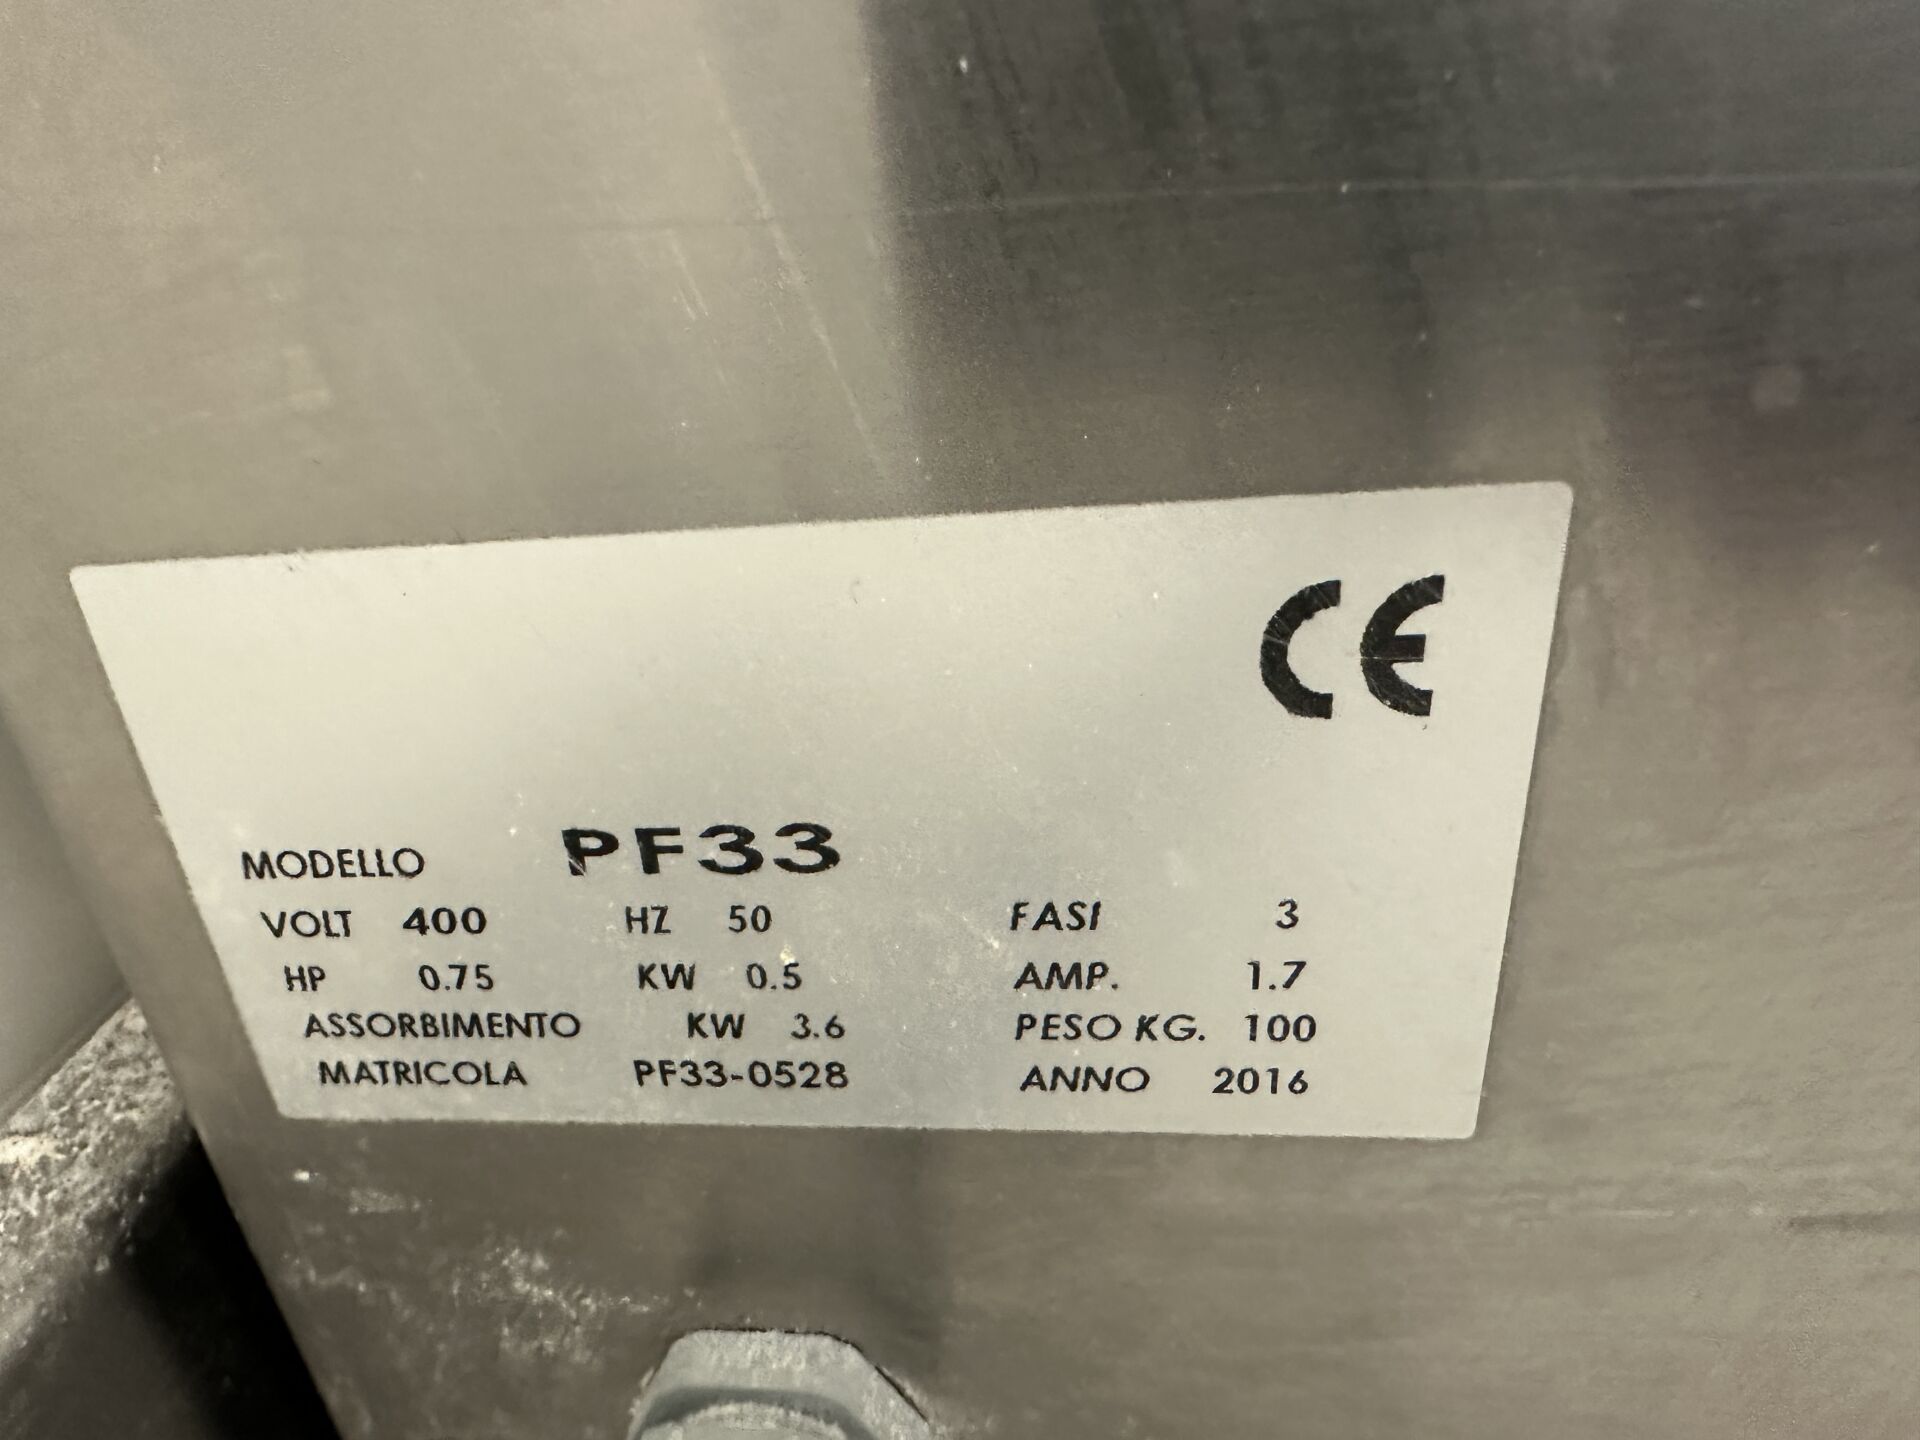 CE
MODELLO PF33
VOLT 400 HZ 50 FASI 3
HP 0.75 KW 0.5 AMP. 1.7
ASSORBIMENTO KW 3.6 PESO KG. 100
MATRICOLA PF33-0528 ANNO 2016